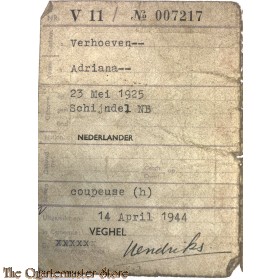 V 11 / № 007217
Verhoeven--
Adriana--
23 Mei 1925
Schijndel NB
NEDERLANDER
coupeuse (h)
14 April 1944
VEGHEL
xxxxx
Hendriks
© The Quartermaster's Store